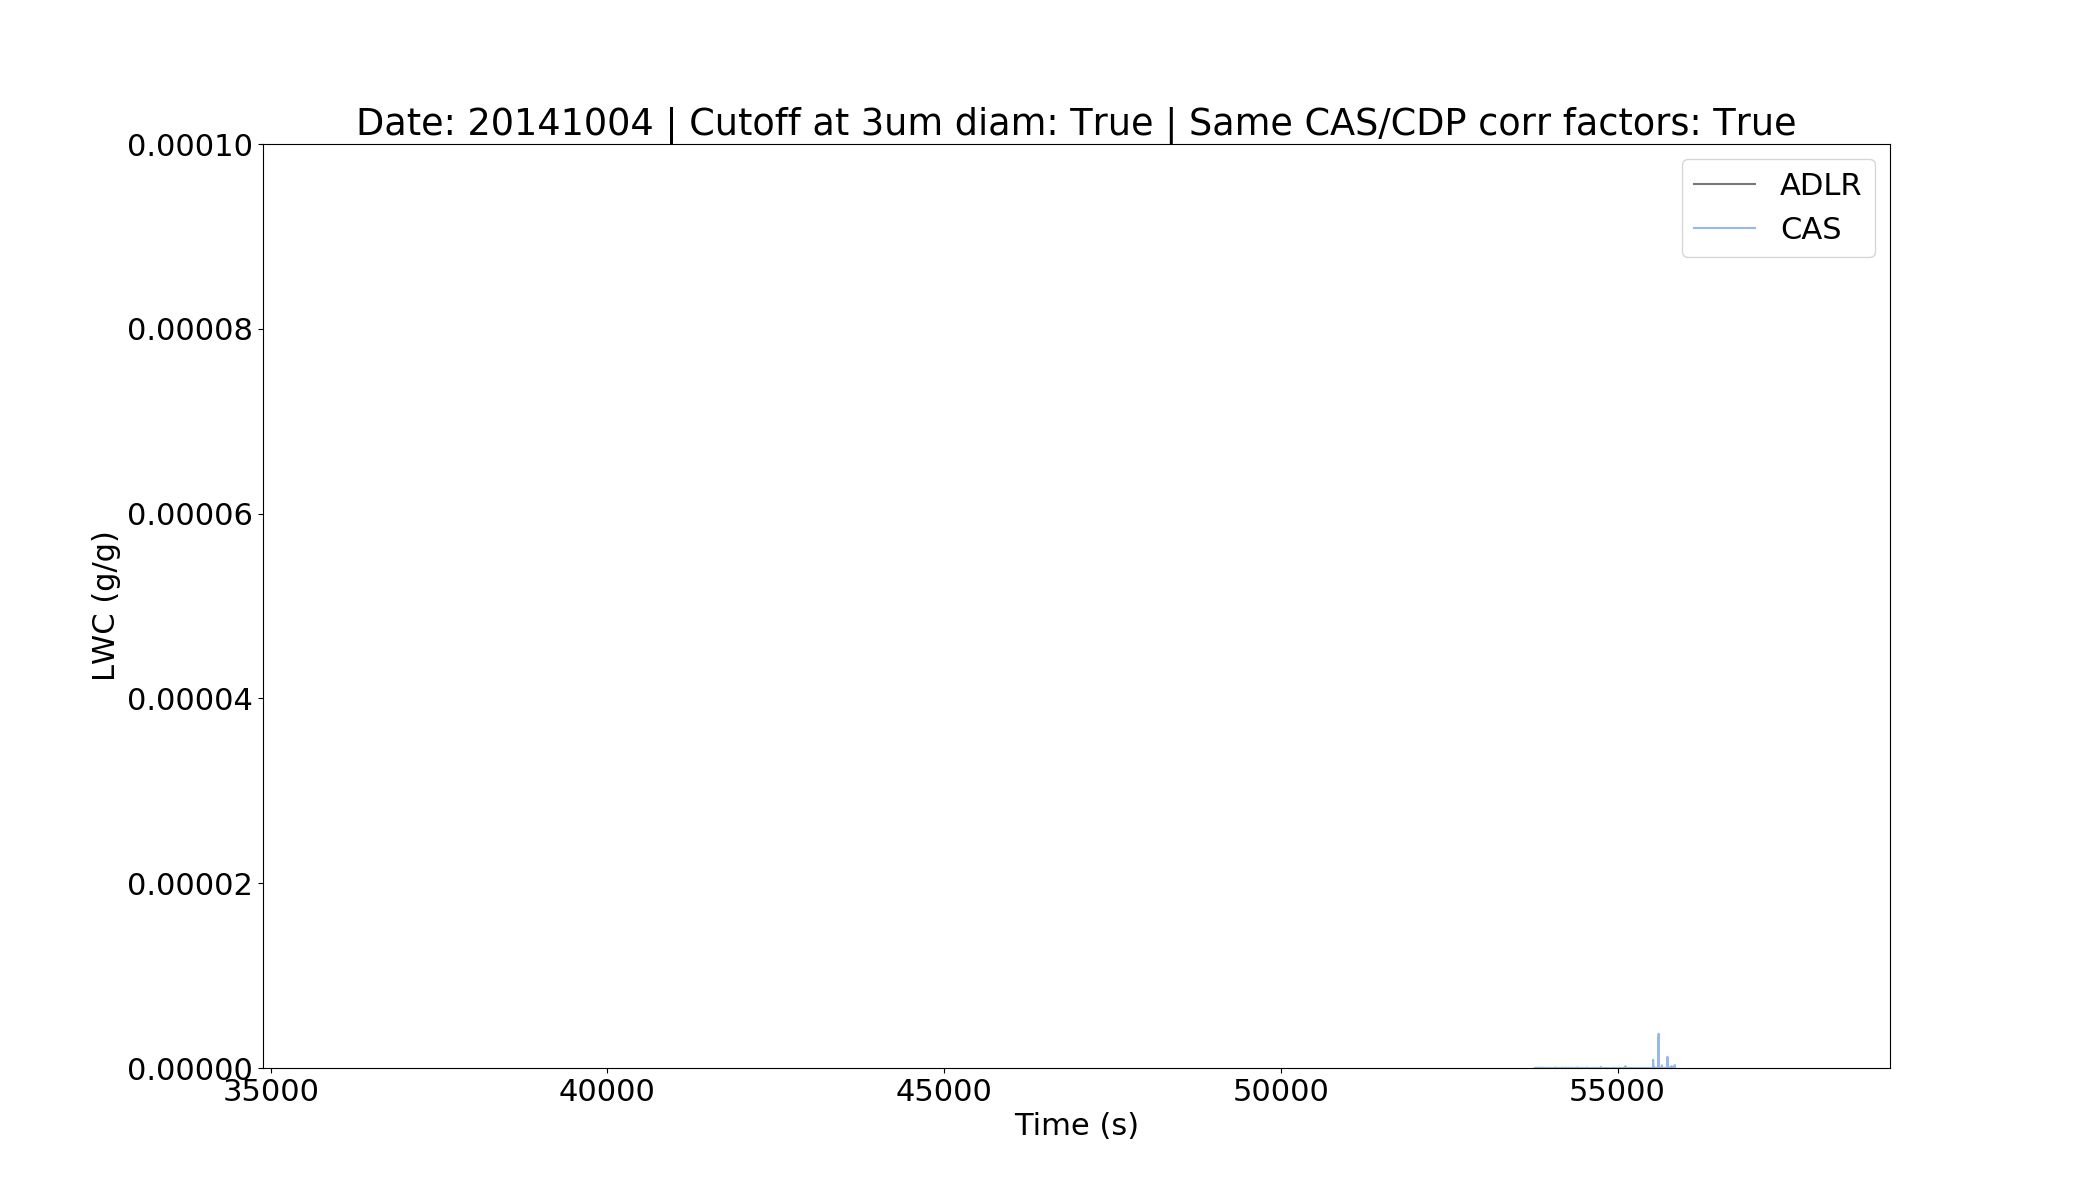 Date: 20141004 | Cutoff at 3um diam: True | Same CAS/CDP corr factors: True
ADLR
CAS
0.00010
0.00008
0.00006
0.00004
0.00002
0.00000
LWC (g/g)
35000 40000 45000 50000 55000
Time (s)